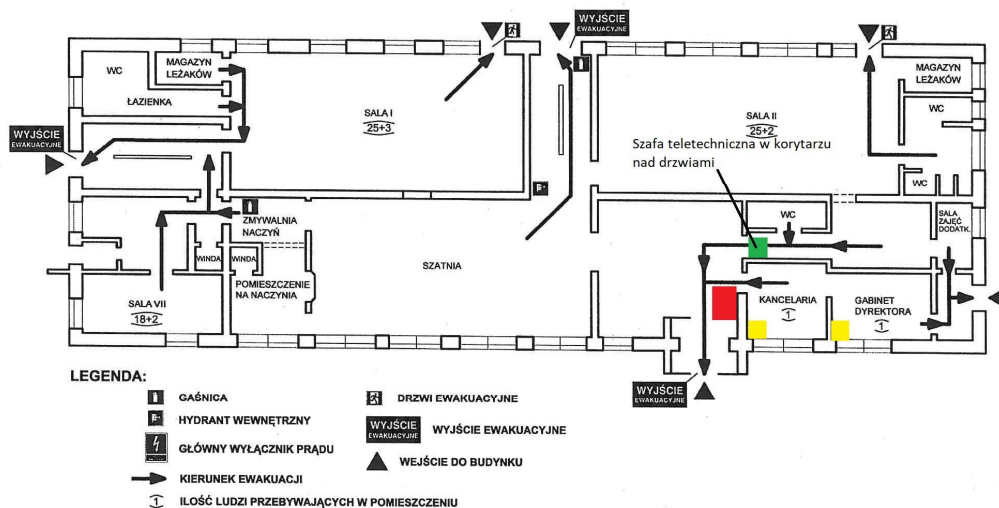 WYJŚCIE
EWAKUACYJNE
MAGAZYN
LEŻAKÓW
WC
ŁAZIENKA
SALA I
25+3
SALA II
25+2
MAGAZYN
LEŻAKÓW
WC
WYJŚCIE
EWAKUACYJNE
Szafa teletechniczna w korytarzu
nad drzwiami
WC
WC
SALA
ZAJĘĆ
DODATK.
ZMYWALNIA
NACZYŃ
WINDA
WINDA
SZATNIA
POMIESZCZENIE
NA NACZYNIA
SALA VII
18+2
KANCELARIA
1
GABINET
DYREKTORA
1
WYJŚCIE
EWAKUACYJNE
LEGENDA:
GAŚNICA
HYDRANT WEWNĘTRZNY
GŁÓWNY WYŁĄCZNIK PRĄDU
KIERUNEK EWAKUACJI
1 ILOŚĆ LUDZI PRZEBYWAJĄCYCH W POMIESZCZENIU
DRZWI EWAKUACYJNE
WYJŚCIE
EWAKUACYJNE
WYJŚCIE EWAKUACYJNE
WEJŚCIE DO BUDYNKU